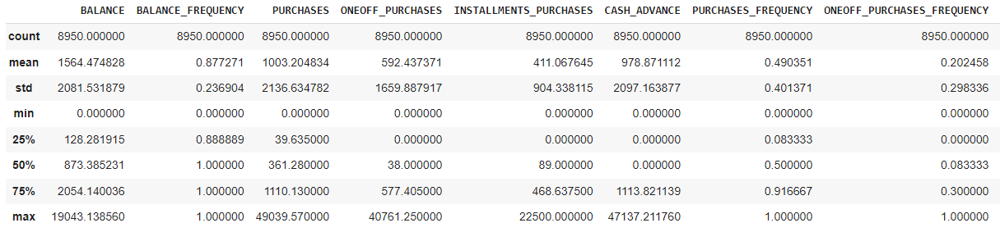 BALANCE BALANCE_FREQUENCY PURCHASES ONEOFF_PURCHASES INSTALLMENTS_PURCHASES CASH_ADVANCE PURCHASES_FREQUENCY ONEOFF_PURCHASES_FREQUENCY
count 8950.000000 8950.000000 8950.000000 8950.000000 8950.000000 8950.000000 8950.000000 8950.000000
mean 1564.474828 0.877271 1003.204834 592.437371 411.067645 978.871112 0.490351 0.202458
std 2081.531879 0.236904 2136.634782 1659.887917 904.338115 2097.163877 0.401371 0.298336
min 0.000000 0.000000 0.000000 0.000000 0.000000 0.000000 0.000000 0.000000
25% 128.281915 0.888889 39.635000 0.000000 0.000000 0.000000 0.083333 0.000000
50% 873.385231 1.000000 361.280000 38.000000 89.000000 0.000000 0.500000 0.083333
75% 2054.140036 1.000000 1110.130000 577.405000 468.637500 1113.821139 0.916667 0.300000
max 19043.138560 1.000000 49039.570000 40761.250000 22500.000000 47137.211760 1.000000 1.000000